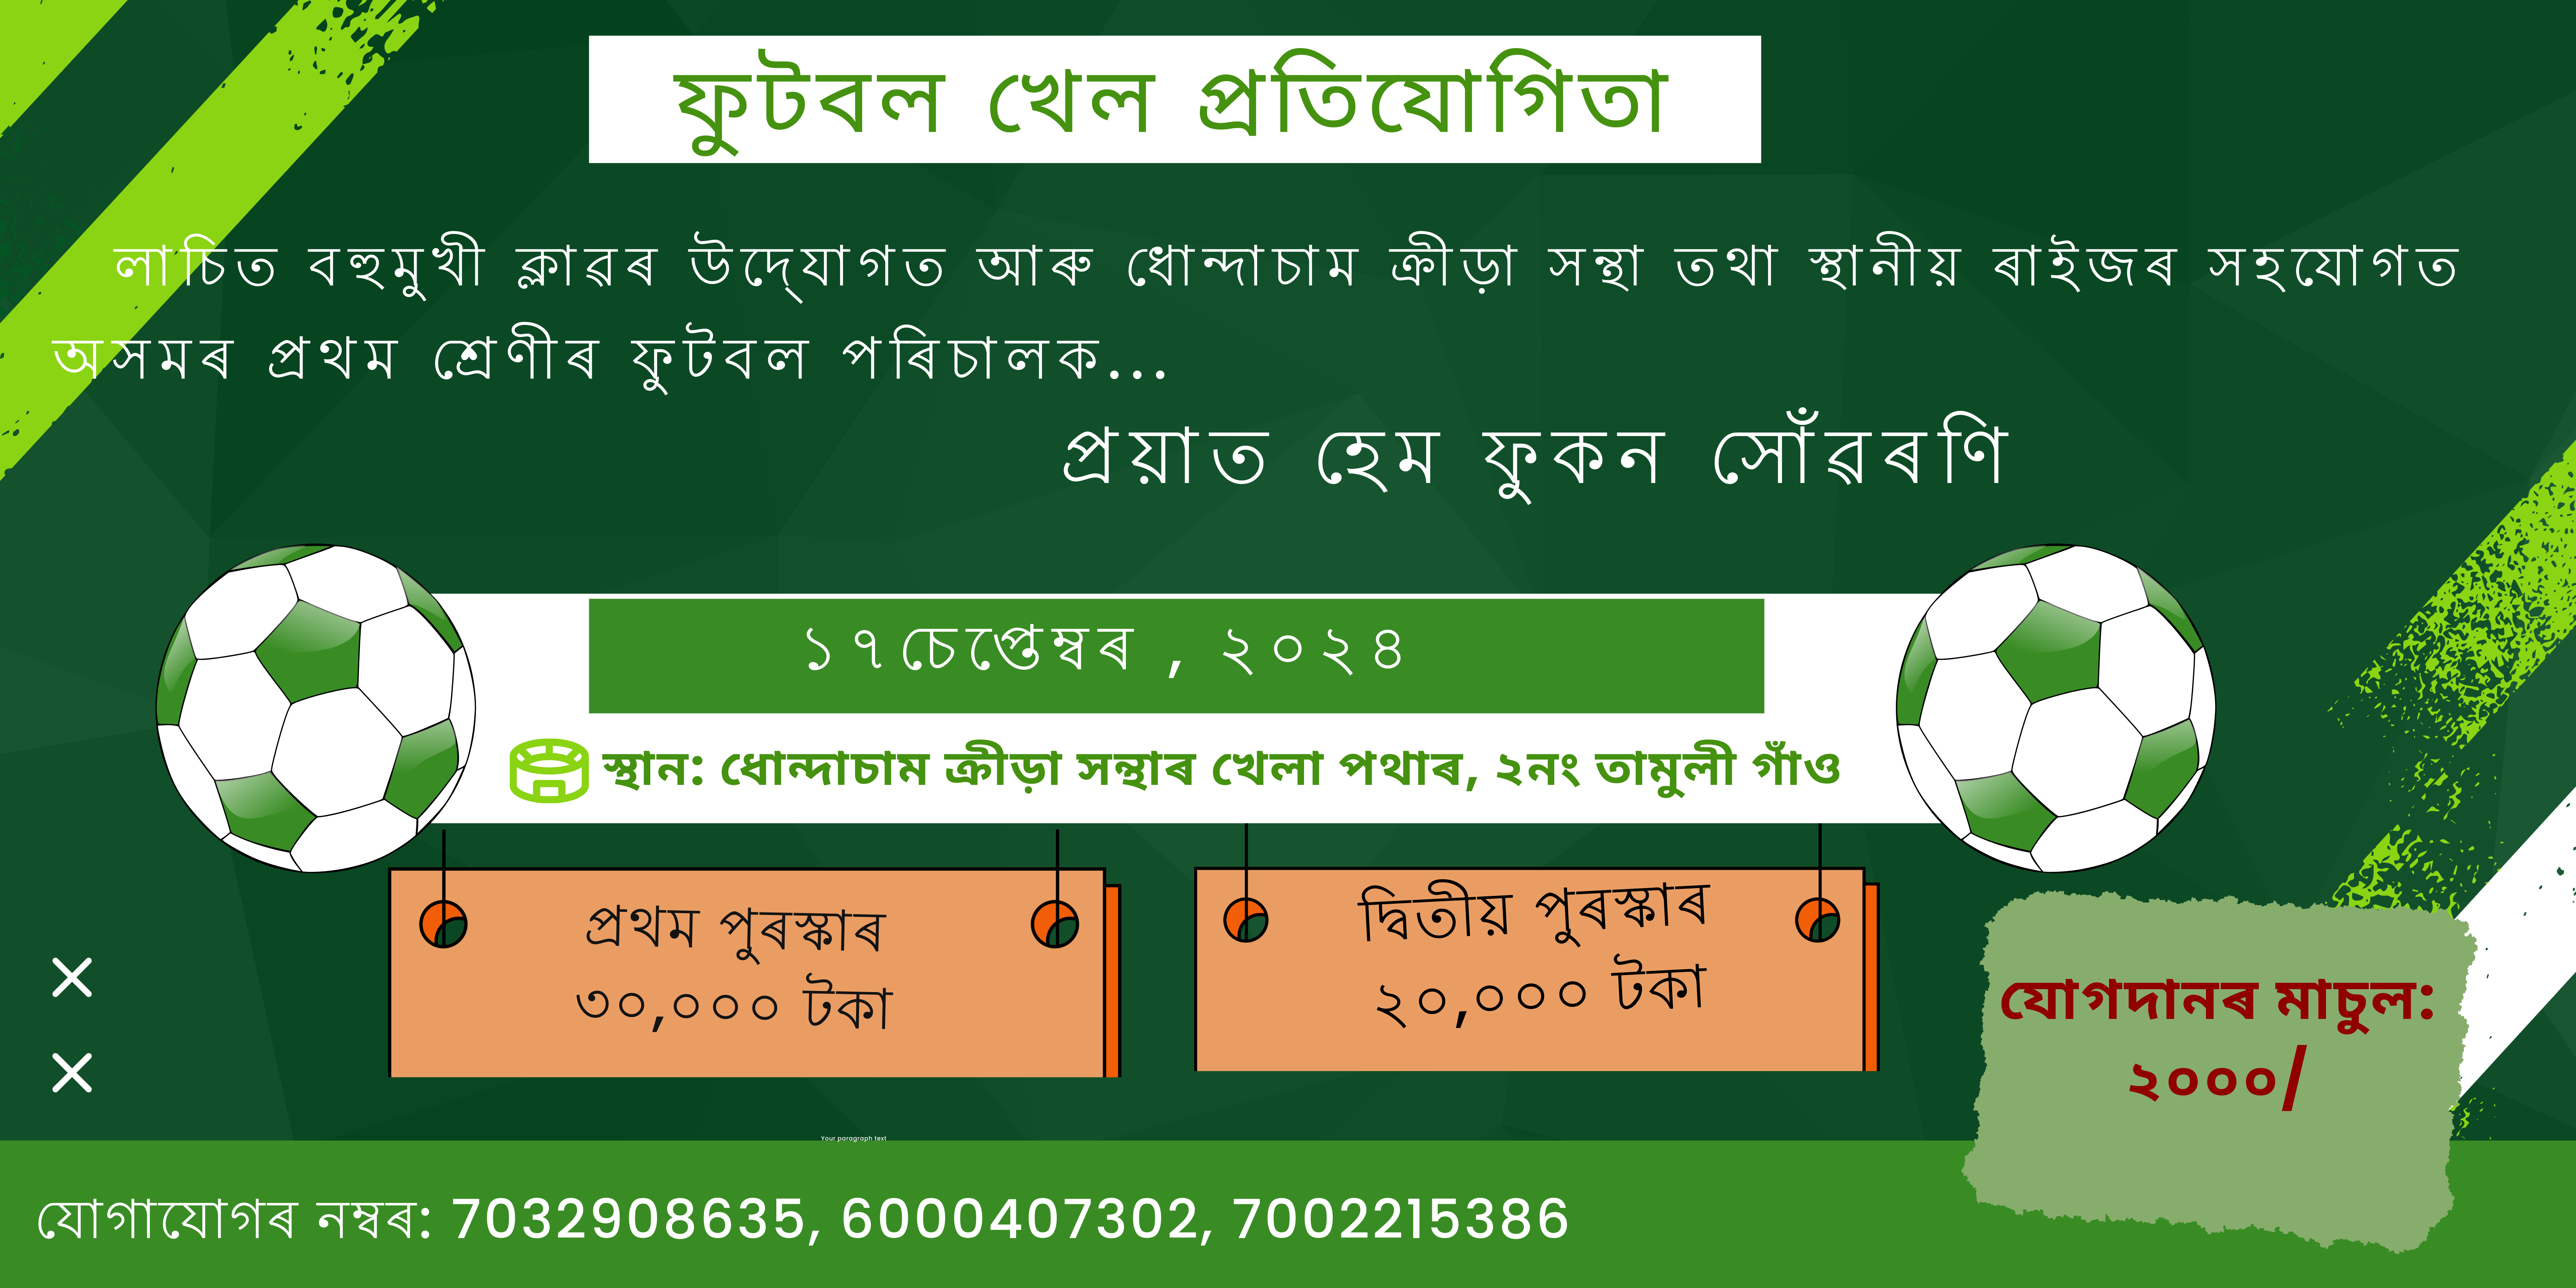 ফুটবল খেল প্ৰতিযোগিতা
লাচিত বহুমুখী ক্লাৱৰ উদ্যোগত আৰু ধোন্দাচাম ক্ৰীড়া সন্থা তথা স্থানীয় ৰাইজৰ সহযোগত
অসমৰ প্ৰথম শ্ৰেণীৰ ফুটবল পৰিচালক...
প্ৰয়াত হেম ফুকন সোঁৱৰণি
১৭চেপ্তেম্বৰ , ২০২৪
স্থান: ধোন্দাচাম ক্ৰীড়া সন্থাৰ খেলা পথাৰ, ২নং তামুলী গাঁও
প্ৰথম পুৰস্কাৰ
৩০,০০০ টকা
দ্বিতীয় পুৰস্কাৰ
২০,০০০ টকা
যোগদানৰ মাচুল:
২০০০/
Your paragraph text
যোগাযোগৰ নম্বৰ: 7032908635, 6000407302, 7002215386